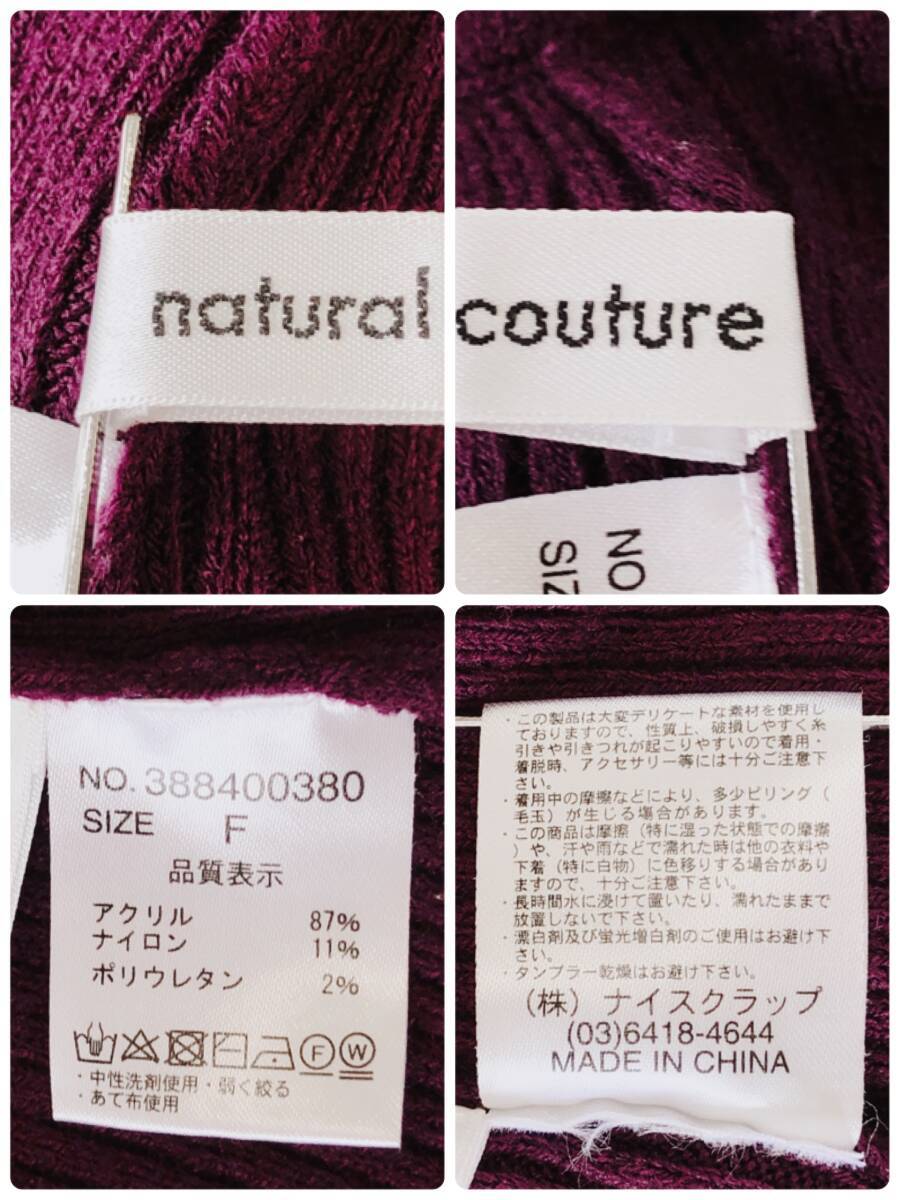 natural couture
NO
SIZ
NO. 388400380
SIZE F
品質表示
アクリル 87%
ナイロン 11%
ポリウレタン 2%
F W
・中性洗剤使用・弱く絞る
・あて布使用
・この製品は大変デリケートな素材を使用し
ておりますので、性質上、破損しやすく糸
引きや引きつれが起こりやすいので着用・
着脱時、アクセサリー等には十分ご注意下
さい。
・着用中の摩擦などにより、多少ピリング（
毛玉）が生じる場合があります。
・この商品は摩擦（特に湿った状態での摩擦
）や、汗や雨などで濡れた時は他の衣料や
下着（特に白物）に色移りする場合があり
ますので、十分ご注意下さい。
・長時間水に浸けて置いたり、濡れたままで
放置しないで下さい。
・漂白剤及び蛍光増白剤のご使用はお避け下
さい。
・タンブラー乾燥はお避け下さい。
（株）ナイスクラップ
(03)6418-4644
MADE IN CHINA